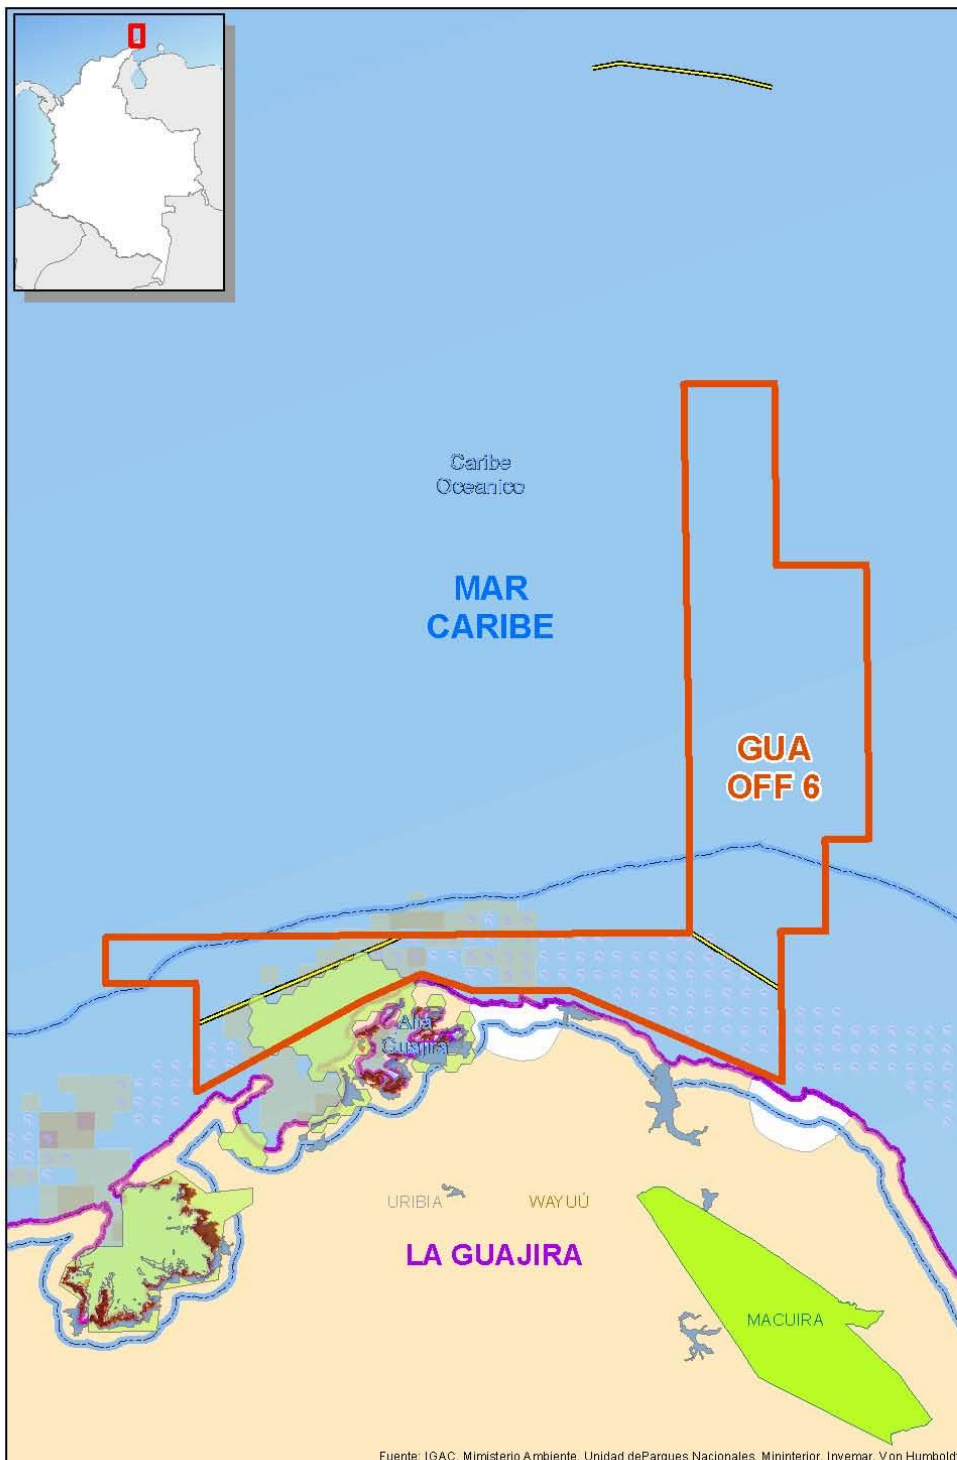 Caribe
Oceanico
MAR
CARIBE
GUA
OFF 6
Alta
Guajira
URIBIA
WAYUÚ
LA GUAJIRA
MACUIRA
Fuente: IGAC, Mimisterio Ambiente, Unidad deParques Nacionales, Mininterior, Invemar, Von Humboldt